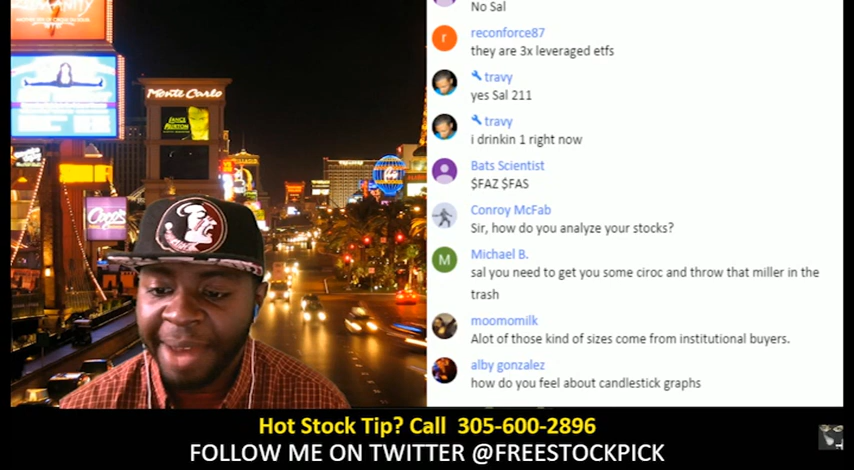 Monte Carlo
LANCE
BURTON
No Sal
reconforce87
they are 3x leveraged etfs
travy
yes Sal 211
travy
i drinkin 1 right now
Bats Scientist
$FAZ $FAS
Conroy McFab
Sir, how do you analyze your stocks?
M
Michael B.
sal you need to get you some ciroc and throw that miller in the
trash
moomomilk
Alot of those kind of sizes come from institutional buyers.
alby gonzalez
how do you feel about candlestick graphs
Hot Stock Tip? Call 305-600-2896
FOLLOW ME ON TWITTER @FREESTOCKPICK